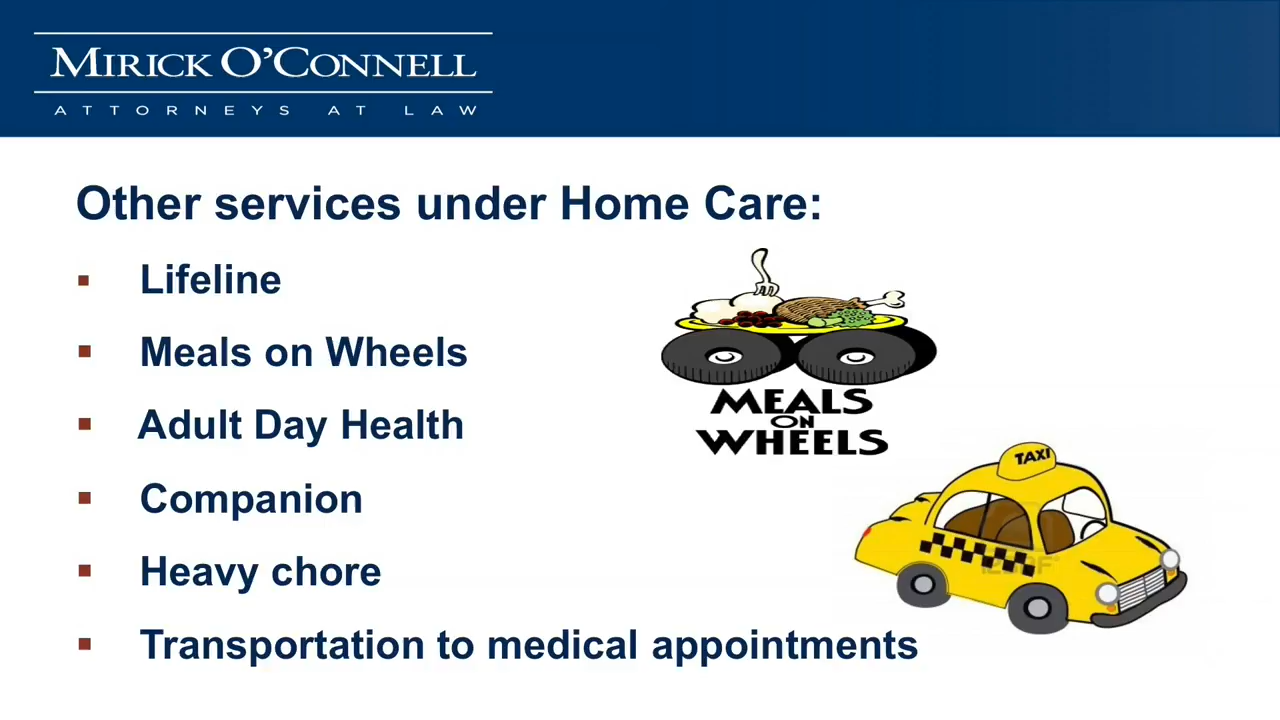 MIRICK O'CONNELL
ATTORNEYS AT LAW
Other services under Home Care:
▪ Lifeline
▪ Meals on Wheels
▪ Adult Day Health
▪ Companion
▪ Heavy chore
▪ Transportation to medical appointments
MEALS
ON
WHEELS
TAXI